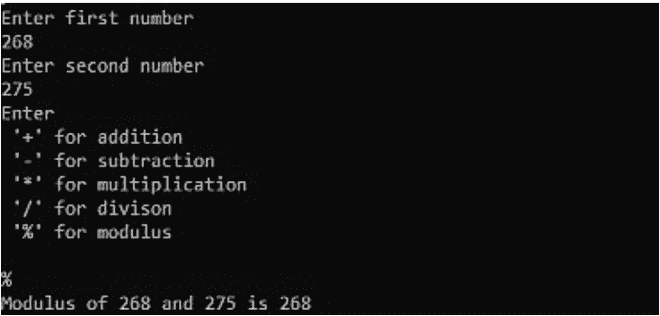 Enter first number
268
Enter second number
275
Enter
'+' for addition
'-' for subtraction
'*' for multiplication
'/' for divison
'%' for modulus
%
Modulus of 268 and 275 is 268